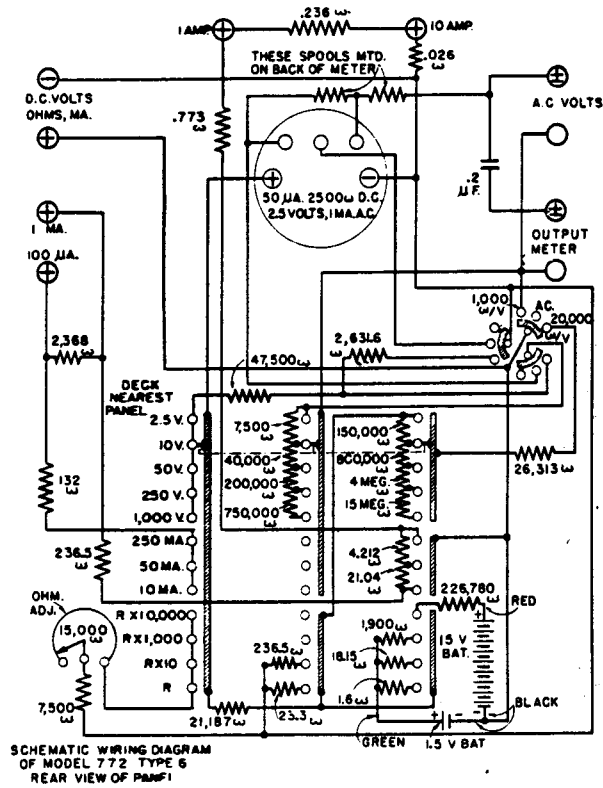 .236 ω
1 AMP.
10 AMP.
.026 ω
THESE SPOOLS MTD.
ON BACK OF METER
D.C. VOLTS
OHMS, MA.
A.C VOLTS
.773 ω
50 µA. 2500ω D.C.
2.5 VOLTS, 1 MA. A.C.
.2
µF.
1 MA.
100 µA.
OUTPUT
METER
1,000 ω/V
A.C.
20,000 ω/V
2,368 ω
2,631.6 ω
47,500 ω
DECK
NEAREST
PANEL
2.5 V.
10 V.
50 V.
250 V.
1,000 V.
250 MA.
50 MA.
10 MA.
R X 10,000
R X 1,000
R X 10
R
7,500 ω
40,000 ω
200,000 ω
750,000 ω
150,000 ω
800,000 ω
4 MEG. ω
15 MEG. ω
26,313 ω
132 ω
236.5 ω
4.212 ω
21.04 ω
OHM.
ADJ.
15,000 ω
226,780 ω
RED
1,900 ω
15 V
BAT.
236.5 ω
18.15 ω
23.3 ω
1.6 ω
7,500 ω
21,187 ω
GREEN
BLACK
1.5 V BAT
SCHEMATIC WIRING DIAGRAM
OF MODEL 772 TYPE 6
REAR VIEW OF PANEL